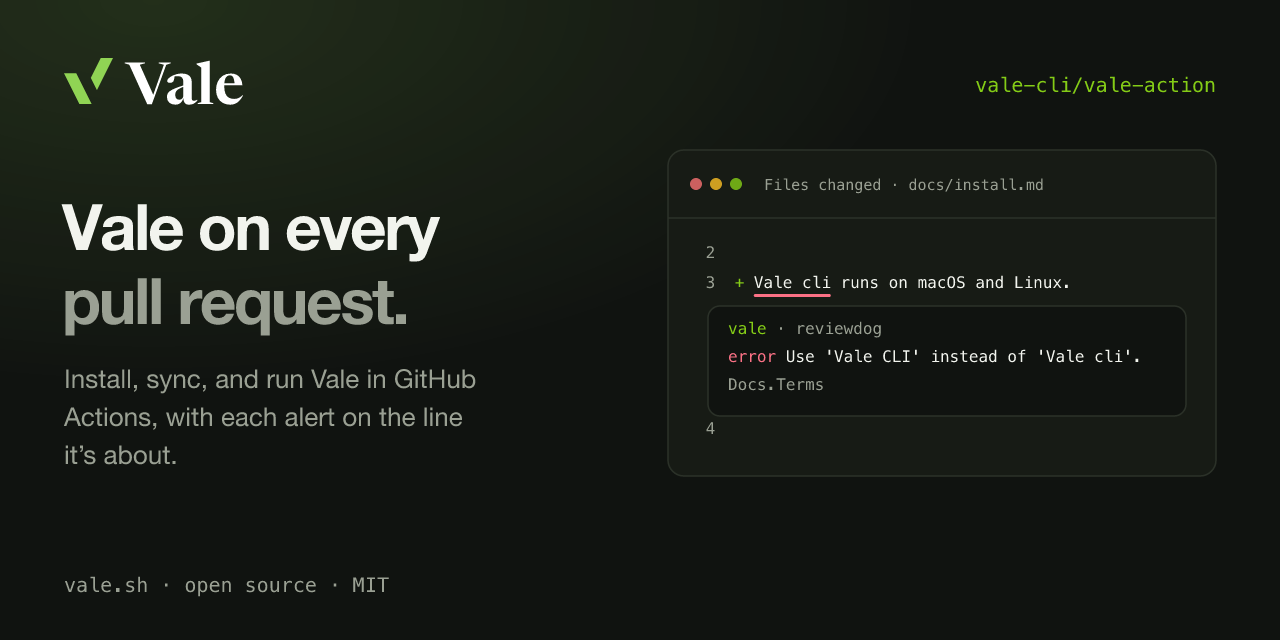 Vale
vale-cli/vale-action
Vale on every
pull request.
Install, sync, and run Vale in GitHub
Actions, with each alert on the line
it’s about.
Files changed · docs/install.md
2
3 + Vale cli runs on macOS and Linux.
vale · reviewdog
error Use 'Vale CLI' instead of 'Vale cli'.
Docs.Terms
4
vale.sh · open source · MIT